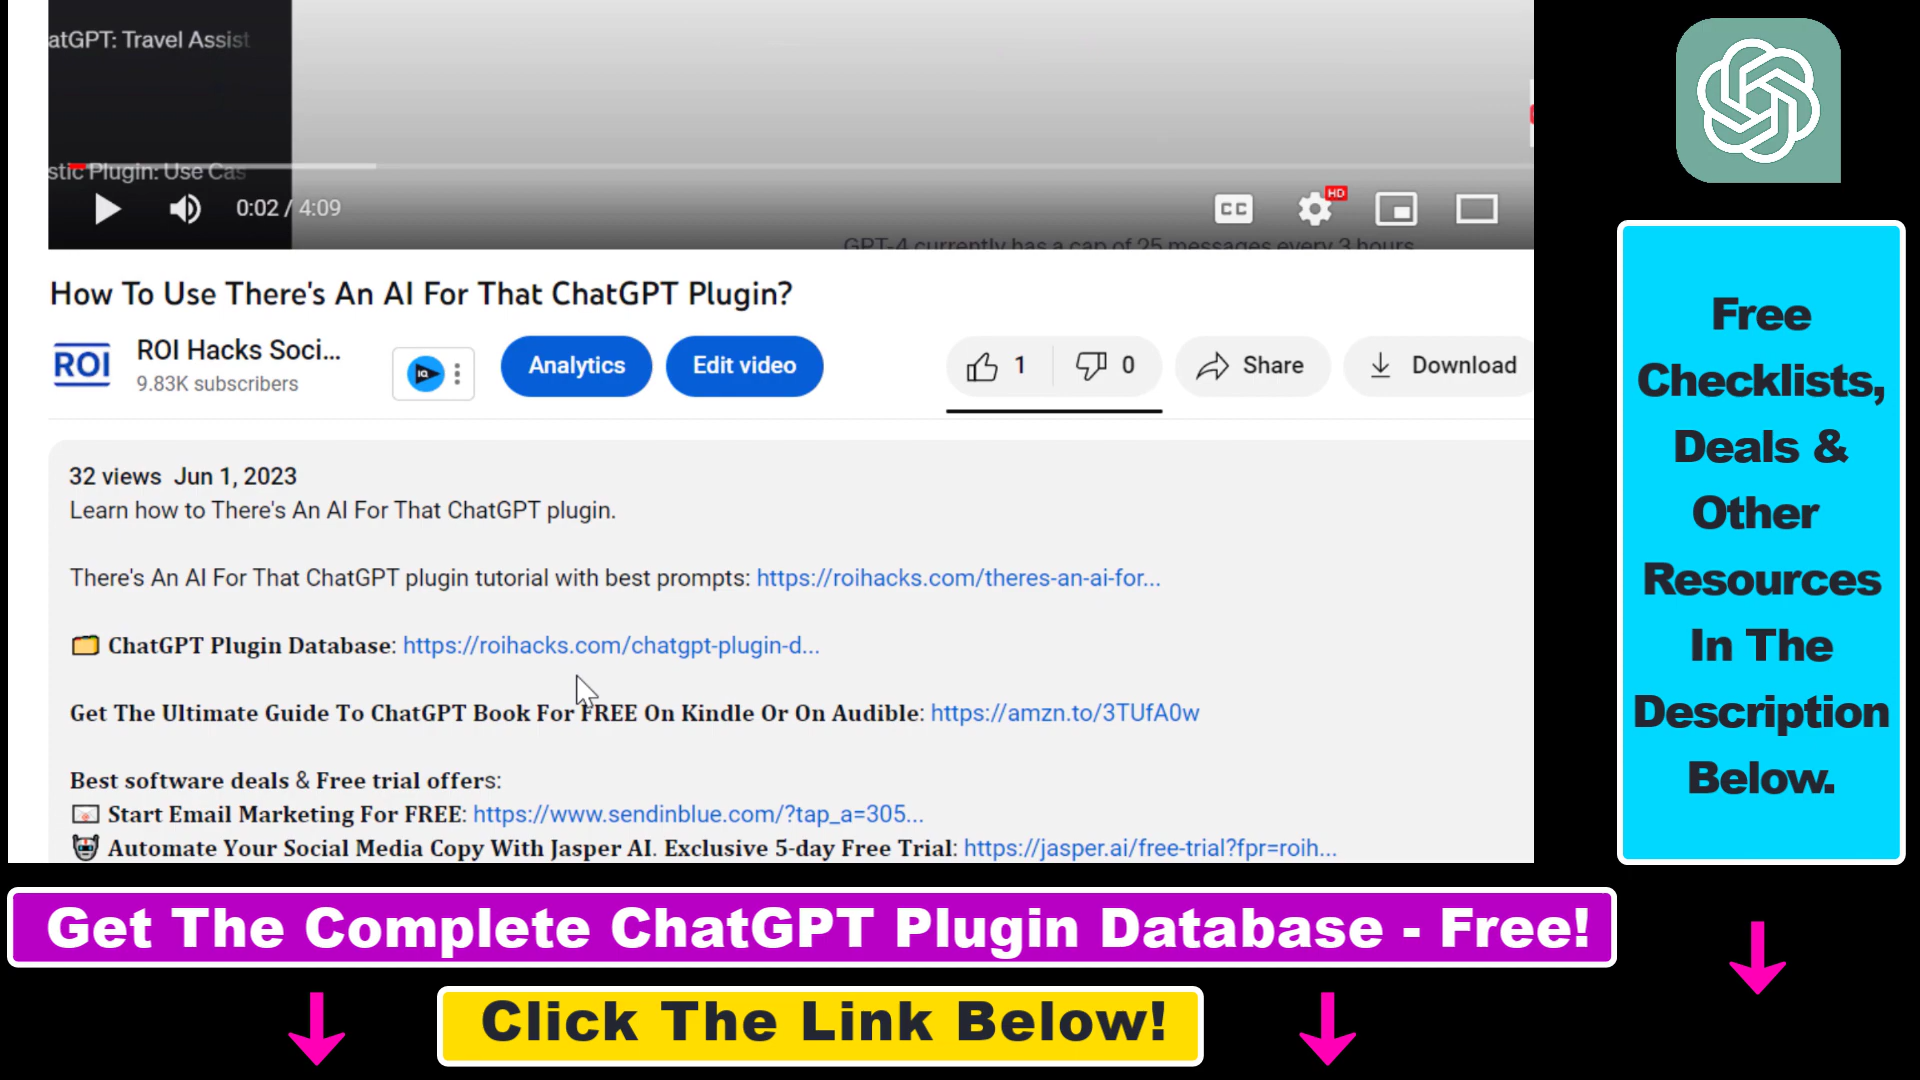 atGPT: Travel Assist
stic Plugin: Use Cas
0:02 / 4:09
CC
HD
GPT-4 currently has a cap of 25 messages every 3 hours
How To Use There's An AI For That ChatGPT Plugin?
ROI
ROI Hacks Soci...
9.83K subscribers
IQ
Analytics
Edit video
1
0
Share
Download
32 views Jun 1, 2023
Learn how to There's An AI For That ChatGPT plugin.
There's An AI For That ChatGPT plugin tutorial with best prompts: https://roihacks.com/theres-an-ai-for...
ChatGPT Plugin Database: https://roihacks.com/chatgpt-plugin-d...
Get The Ultimate Guide To ChatGPT Book For FREE On Kindle Or On Audible: https://amzn.to/3TUfA0w
Best software deals & Free trial offers:
Start Email Marketing For FREE: https://www.sendinblue.com/?tap_a=305...
Automate Your Social Media Copy With Jasper AI. Exclusive 5-day Free Trial: https://jasper.ai/free-trial?fpr=roih...
Free
Checklists,
Deals &
Other
Resources
In The
Description
Below.
Get The Complete ChatGPT Plugin Database - Free!
Click The Link Below!